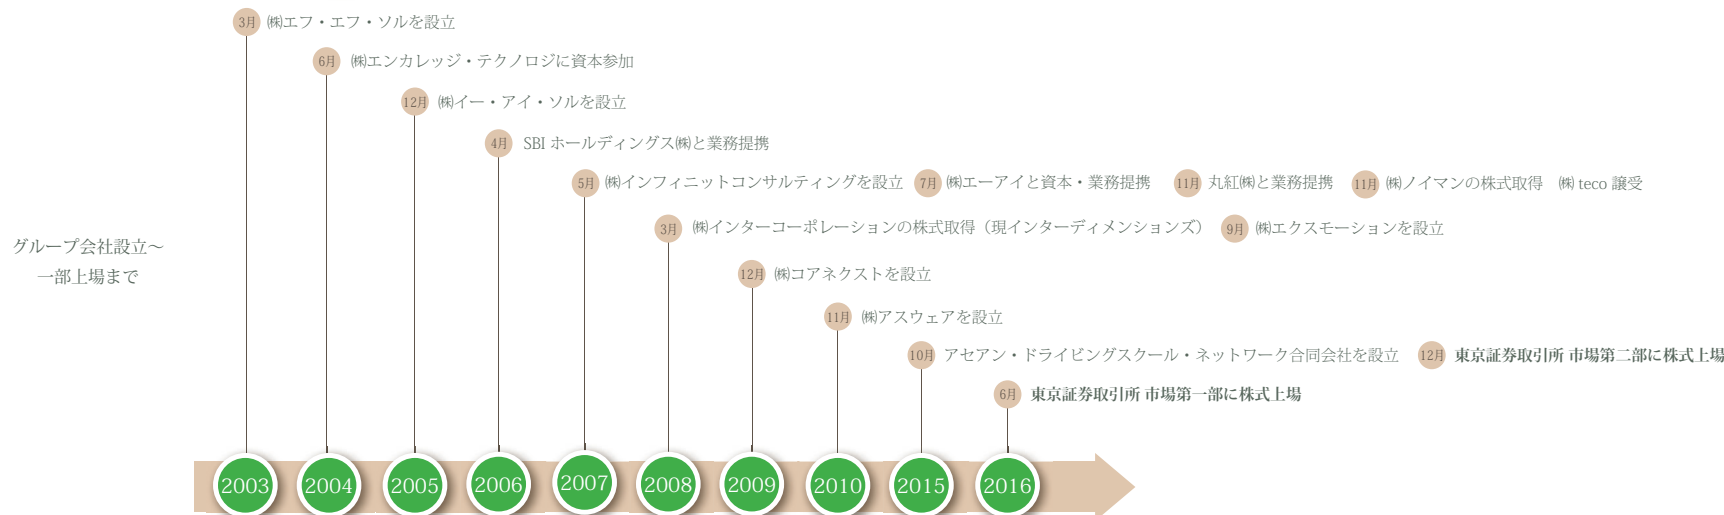 3月 ㈱エフ・エフ・ソルを設立
6月 ㈱エンカレッジ・テクノロジに資本参加
12月 ㈱イー・アイ・ソルを設立
4月 SBI ホールディングス㈱と業務提携
5月 ㈱インフィニットコンサルティングを設立 7月 ㈱エーアイと資本・業務提携 11月 丸紅㈱と業務提携 11月 ㈱ノイマンの株式取得 ㈱ teco 譲受
3月 ㈱インターコーポレーションの株式取得（現インターディメンションズ） 9月 ㈱エクスモーションを設立
グループ会社設立～
一部上場まで
12月 ㈱コアネクストを設立
11月 ㈱アスウェアを設立
10月 アセアン・ドライビングスクール・ネットワーク合同会社を設立 12月 東京証券取引所 市場第二部に株式上場
6月 東京証券取引所 市場第一部に株式上場
2003 2004 2005 2006 2007 2008 2009 2010 2015 2016